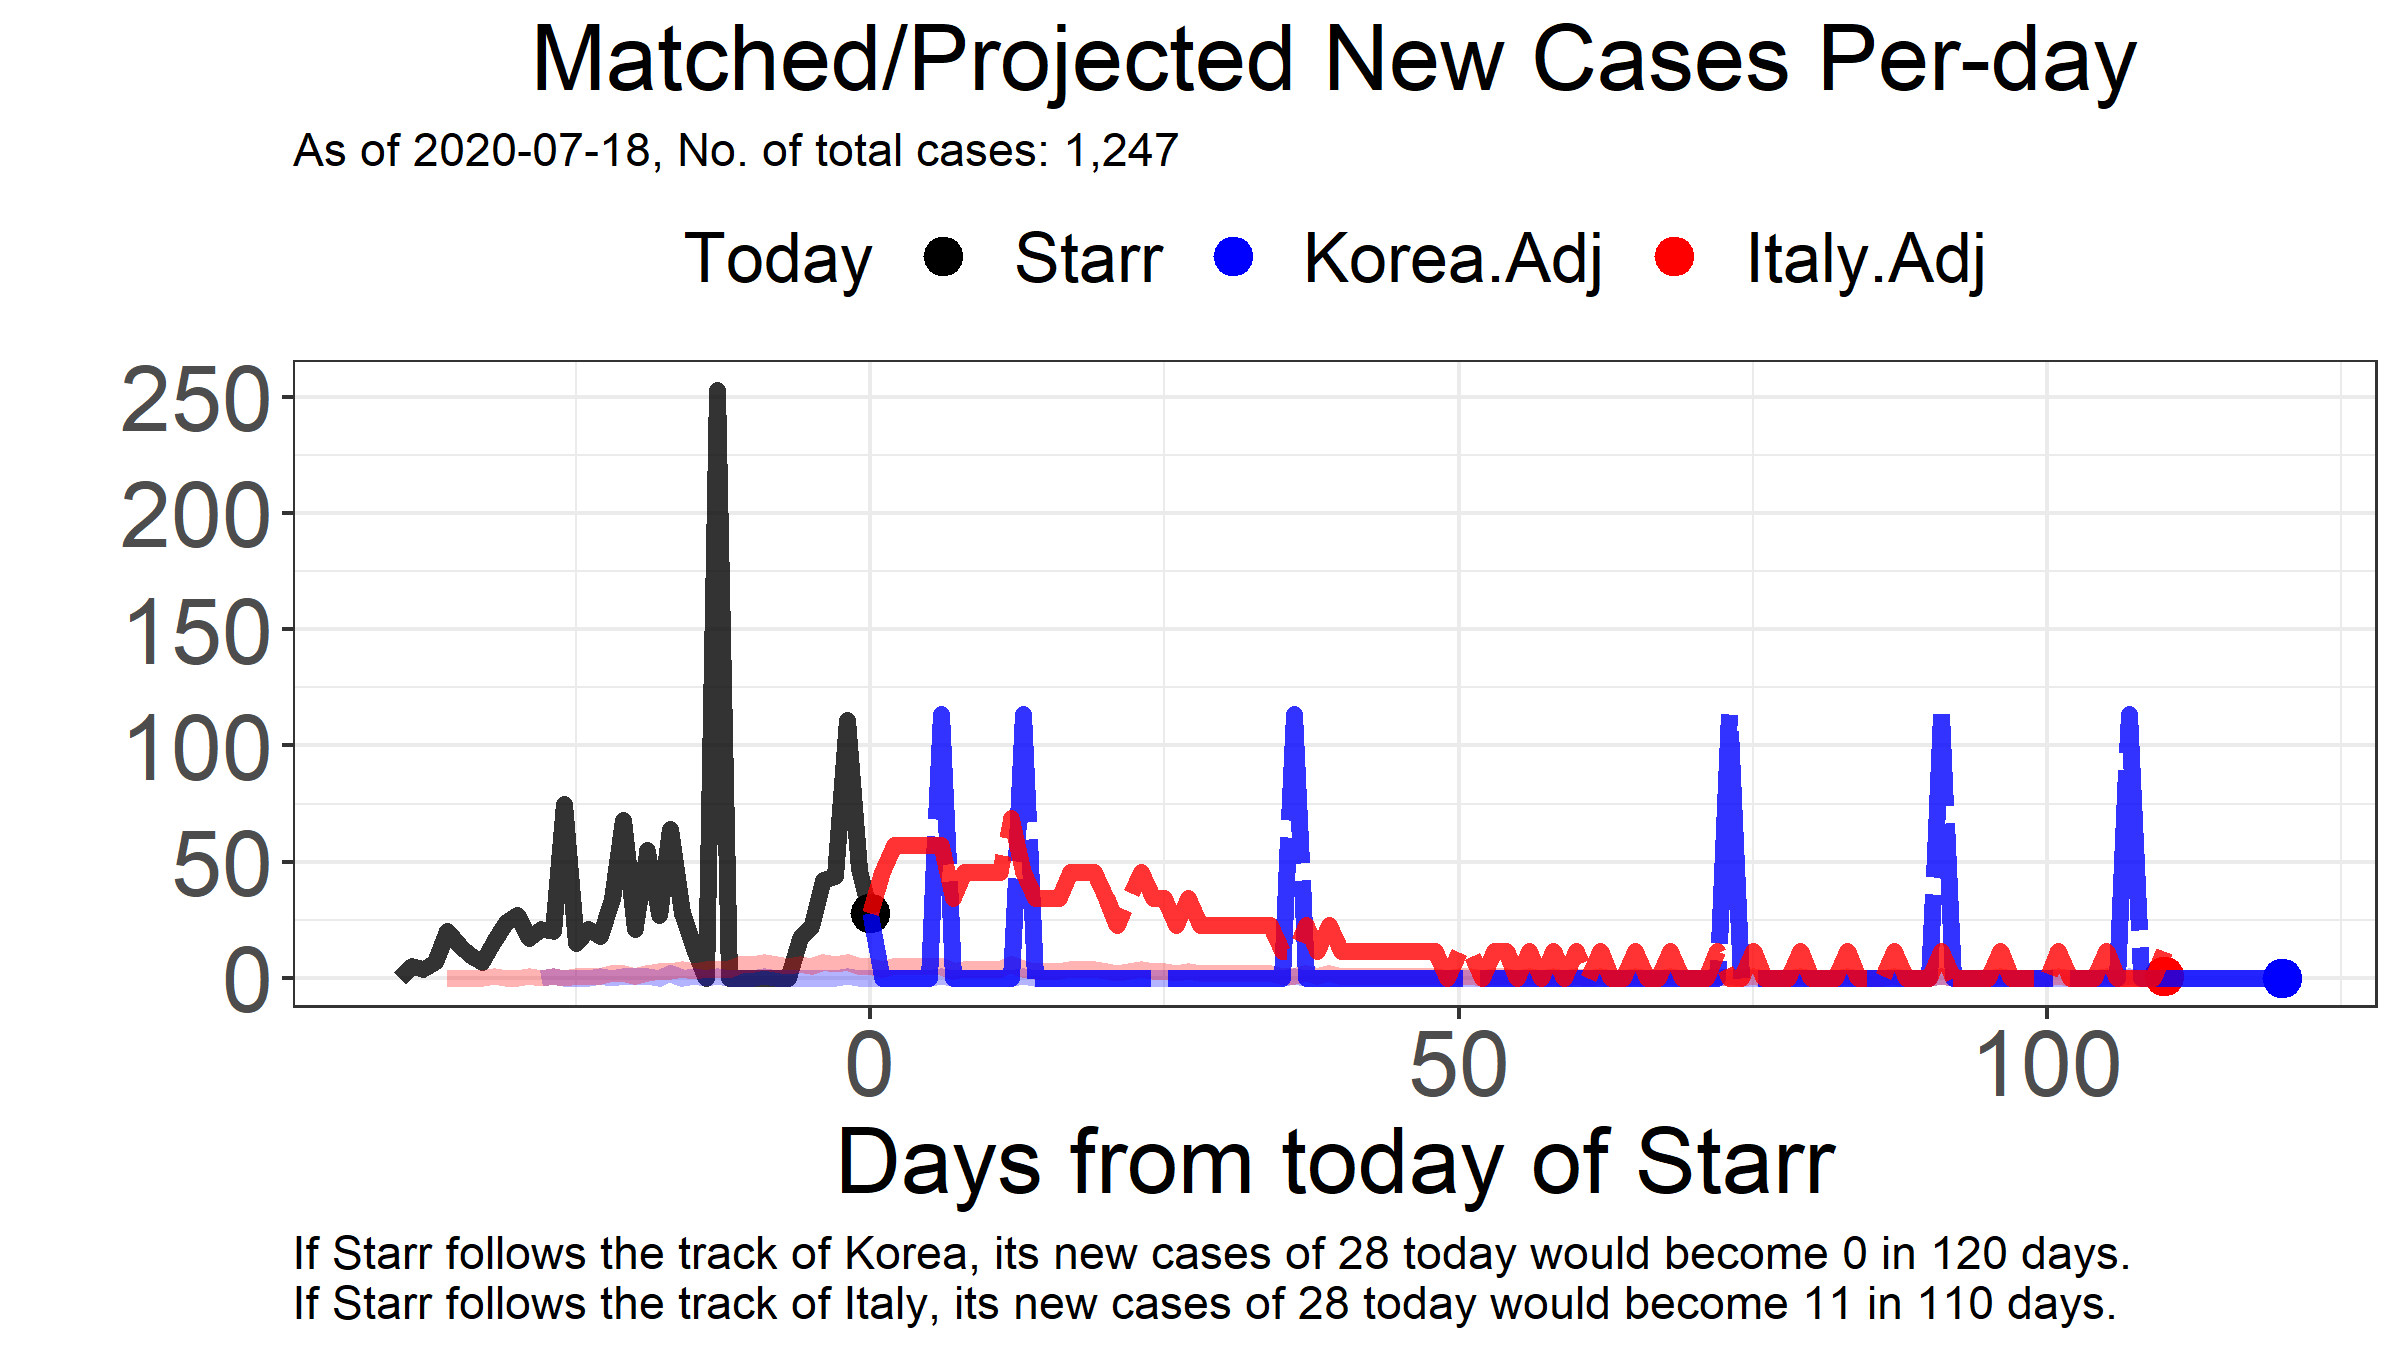 Matched/Projected New Cases Per-day
As of 2020-07-18, No. of total cases: 1,247
Today Starr Korea.Adj Italy.Adj
250
200
150
100
50
0
0 50 100
Days from today of Starr
If Starr follows the track of Korea, its new cases of 28 today would become 0 in 120 days.
If Starr follows the track of Italy, its new cases of 28 today would become 11 in 110 days.